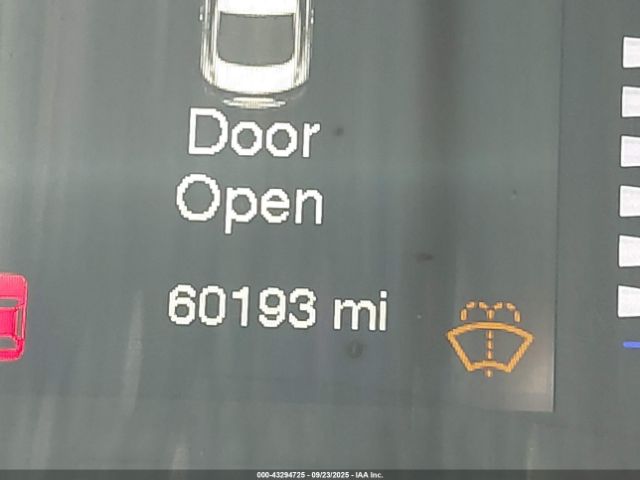 Door
Open
60193 mi
000-43294725 - 09/23/2025 - IAA Inc.